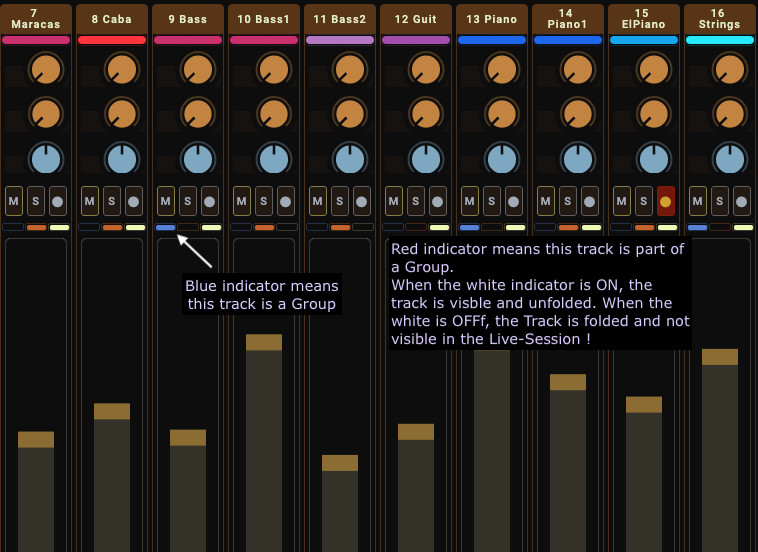 7
Maracas
8 Caba
9 Bass
10 Bass1
11 Bass2
12 Guit
13 Piano
14
Piano1
15
ElPiano
16
Strings
M S
M S
M S
M S
M S
M S
M S
M S
M S
M S
Blue indicator means
this track is a Group
Red indicator means this track is part of
a Group.
When the white indicator is ON, the
track is visble and unfolded. When the
white is OFFf, the Track is folded and not
visible in the Live-Session !